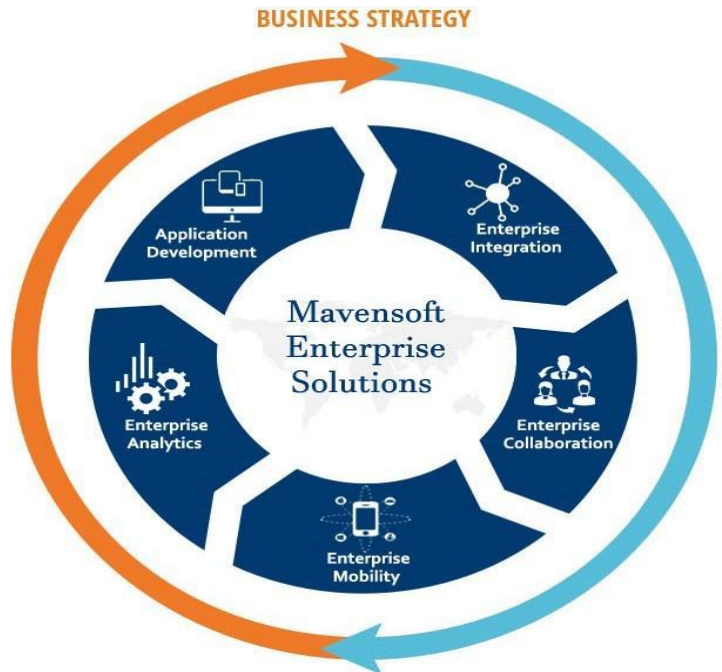 BUSINESS STRATEGY
Application
Development
Enterprise
Integration
Mavensoft
Enterprise
Solutions
Enterprise
Analytics
Enterprise
Collaboration
Enterprise
Mobility